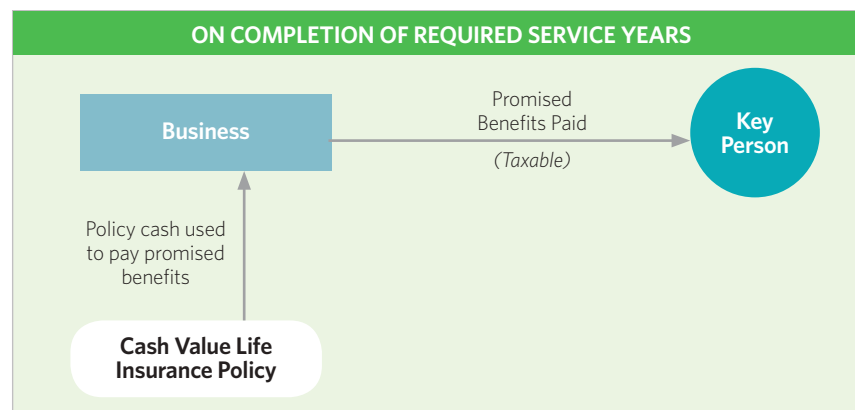 ON COMPLETION OF REQUIRED SERVICE YEARS
Business
Promised
Benefits Paid
(Taxable)
Key
Person
Policy cash used
to pay promised
benefits
Cash Value Life
Insurance Policy